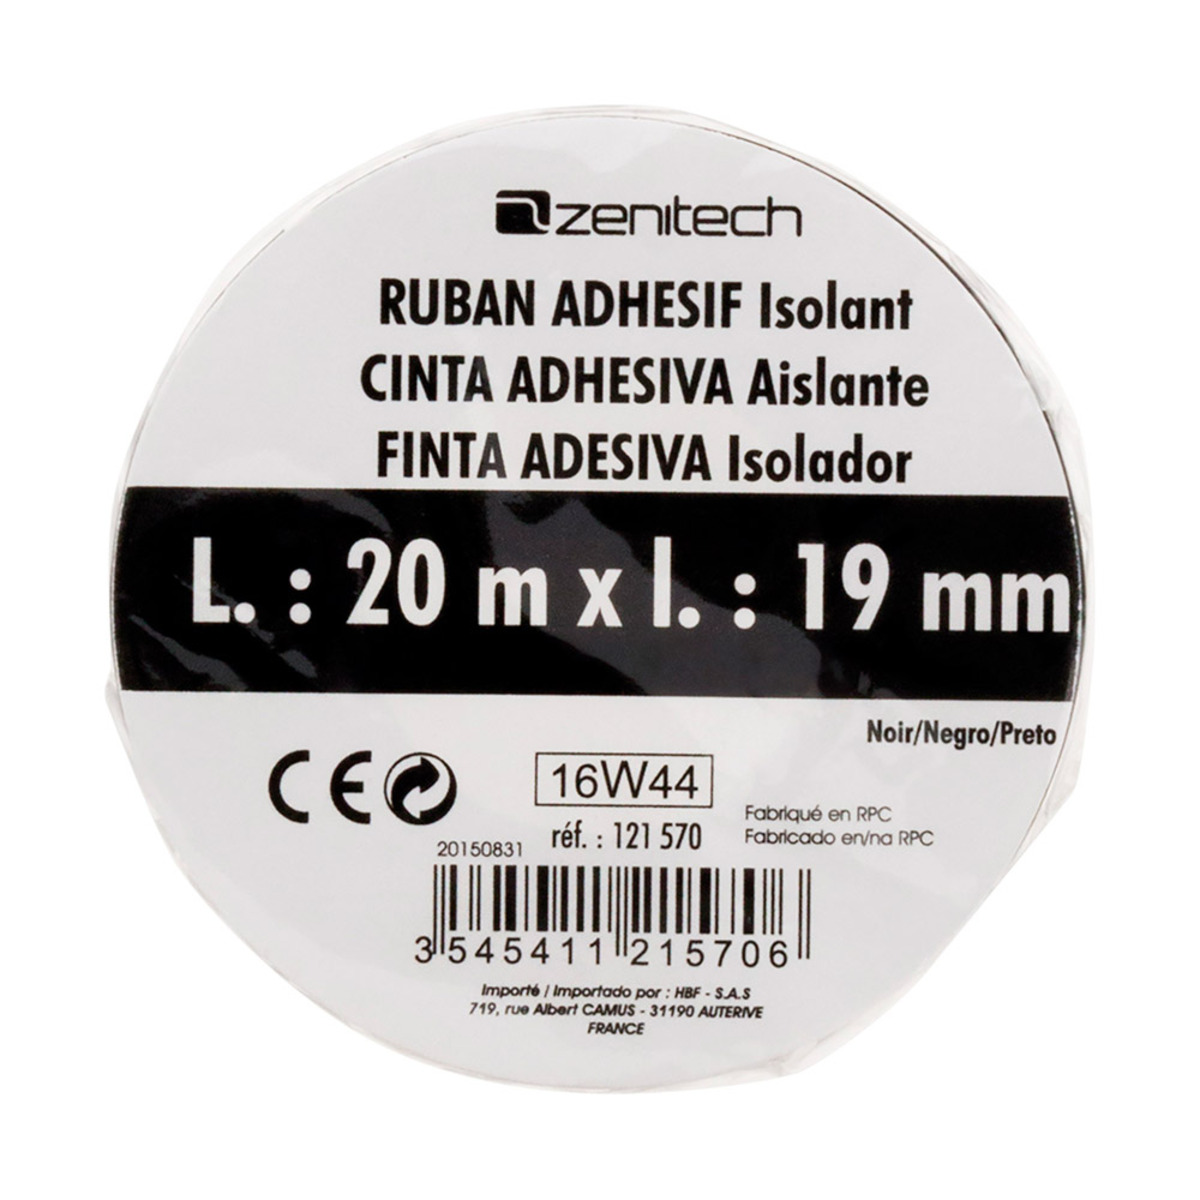 zenitech
RUBAN ADHESIF Isolant
CINTA ADHESIVA Aislante
FINTA ADESIVA Isolador
L. : 20 m x l. : 19 mm
Noir/Negro/Preto
CE
16W44
Fabriqué en RPC
réf. : 121 570
Fabricado en/na RPC
20150831
3 545411 215706
Importé / Importado por : HBF - S.A.S
719, rue Albert CAMUS - 31190 AUTERIVE
FRANCE